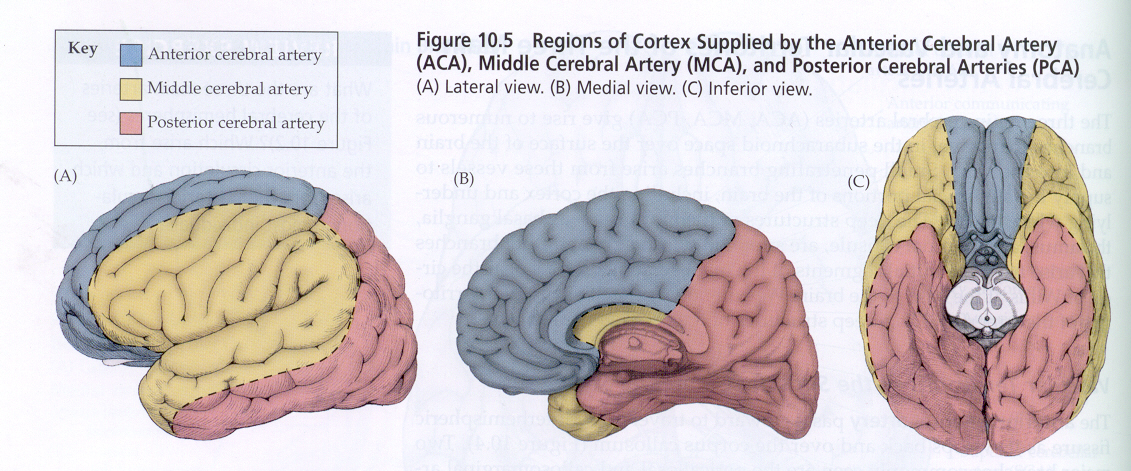 Key
Anterior cerebral artery
Middle cerebral artery
Posterior cerebral artery
Figure 10.5 Regions of Cortex Supplied by the Anterior Cerebral Artery
(ACA), Middle Cerebral Artery (MCA), and Posterior Cerebral Arteries (PCA)
(A) Lateral view. (B) Medial view. (C) Inferior view.
(A)
(B)
(C)